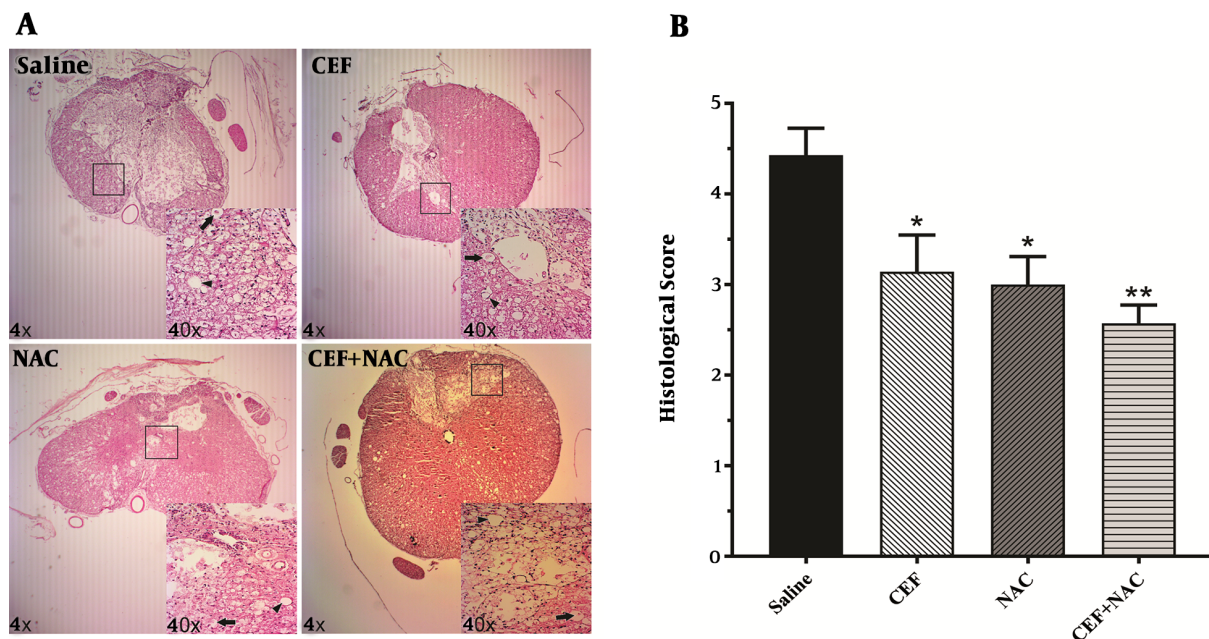 A
Saline
4x
40x
CEF
4x
40x
NAC
4x
40x
CEF+NAC
4x
40x
B
Histological Score
5
4
3
2
1
0
*
*
**
Saline
CEF
NAC
CEF+NAC